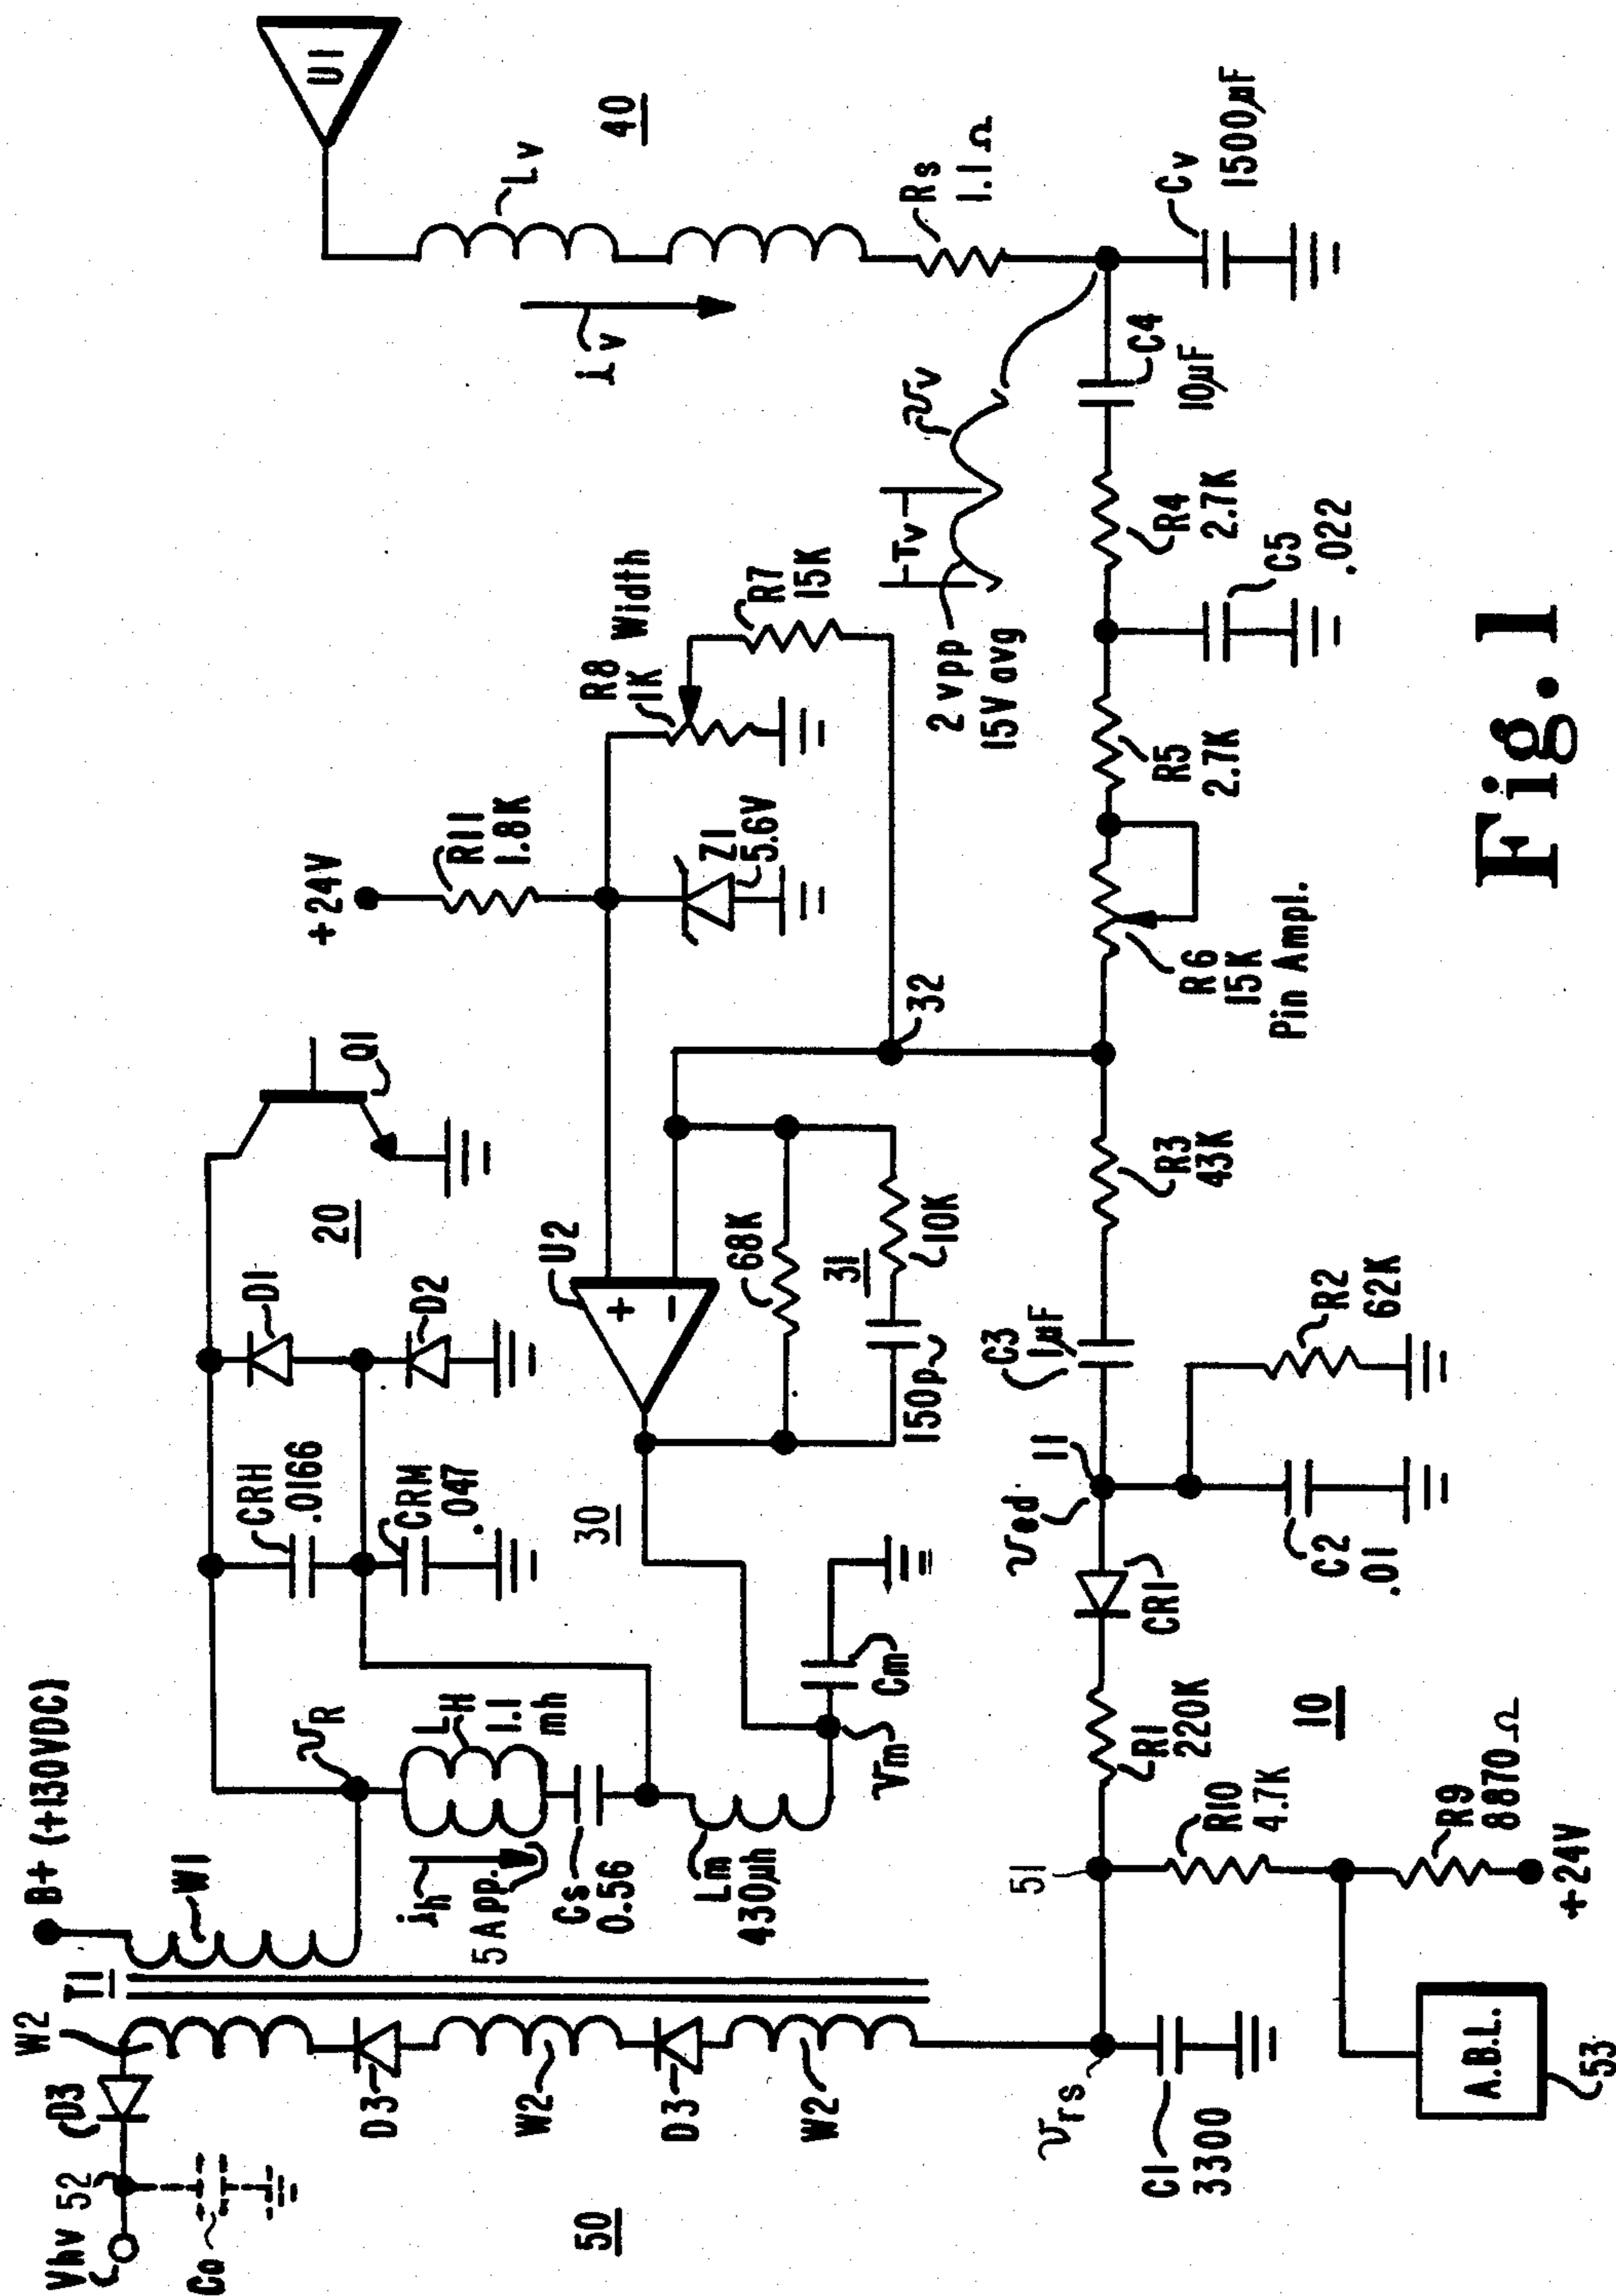 B+ (+130VDC)
T1
W1
W2
D3
Vhv 52
Ca
50
D3
W2
D3
W2
𝓋R
LH
1.1
mh
ih
5App.
Cs
0.56
Lm
430µh
Vm
Cm
CRH
.0166
CRM
.047
D1
D2
20
Q1
30
U2
+
−
68K
31
10K
150p
+24V
R11
1.8K
Z1
5.6V
R8
1K
Width
R7
15K
32
U1
40
Lv
iv
Rs
1.1Ω
Cv
1500µF
𝓋v
Tv
2 vpp
15V avg
C4
10µF
R4
2.7K
C5
.022
R5
2.7K
R6
15K
Pin Ampl.
R3
43K
C3
1µF
11
𝓋ed
R2
62K
C2
.01
CR1
R1
220K
10
51
R10
4.7K
R9
8870Ω
+24V
𝓋rs
C1
3300
A.B.L.
53
Fig. 1